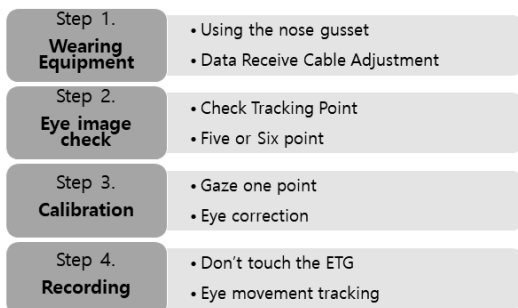 Step 1.
Wearing
Equipment
• Using the nose gusset
• Data Receive Cable Adjustment
Step 2.
Eye image
check
• Check Tracking Point
• Five or Six point
Step 3.
Calibration
• Gaze one point
• Eye correction
Step 4.
Recording
• Don't touch the ETG
• Eye movement tracking